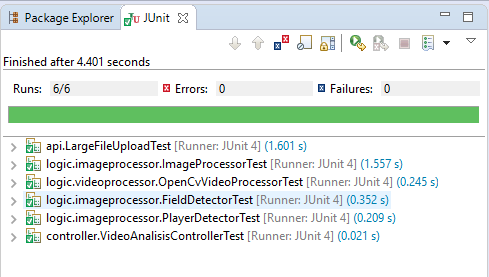 Package Explorer JUnit
Finished after 4.401 seconds
Runs: 6/6 Errors: 0 Failures: 0
api.LargeFileUploadTest [Runner: JUnit 4] (1.601 s)
logic.imageprocessor.ImageProcessorTest [Runner: JUnit 4] (1.557 s)
logic.videoprocessor.OpenCvVideoProcessorTest [Runner: JUnit 4] (0.245 s)
logic.imageprocessor.FieldDetectorTest [Runner: JUnit 4] (0.352 s)
logic.imageprocessor.PlayerDetectorTest [Runner: JUnit 4] (0.209 s)
controller.VideoAnalisisControllerTest [Runner: JUnit 4] (0.021 s)